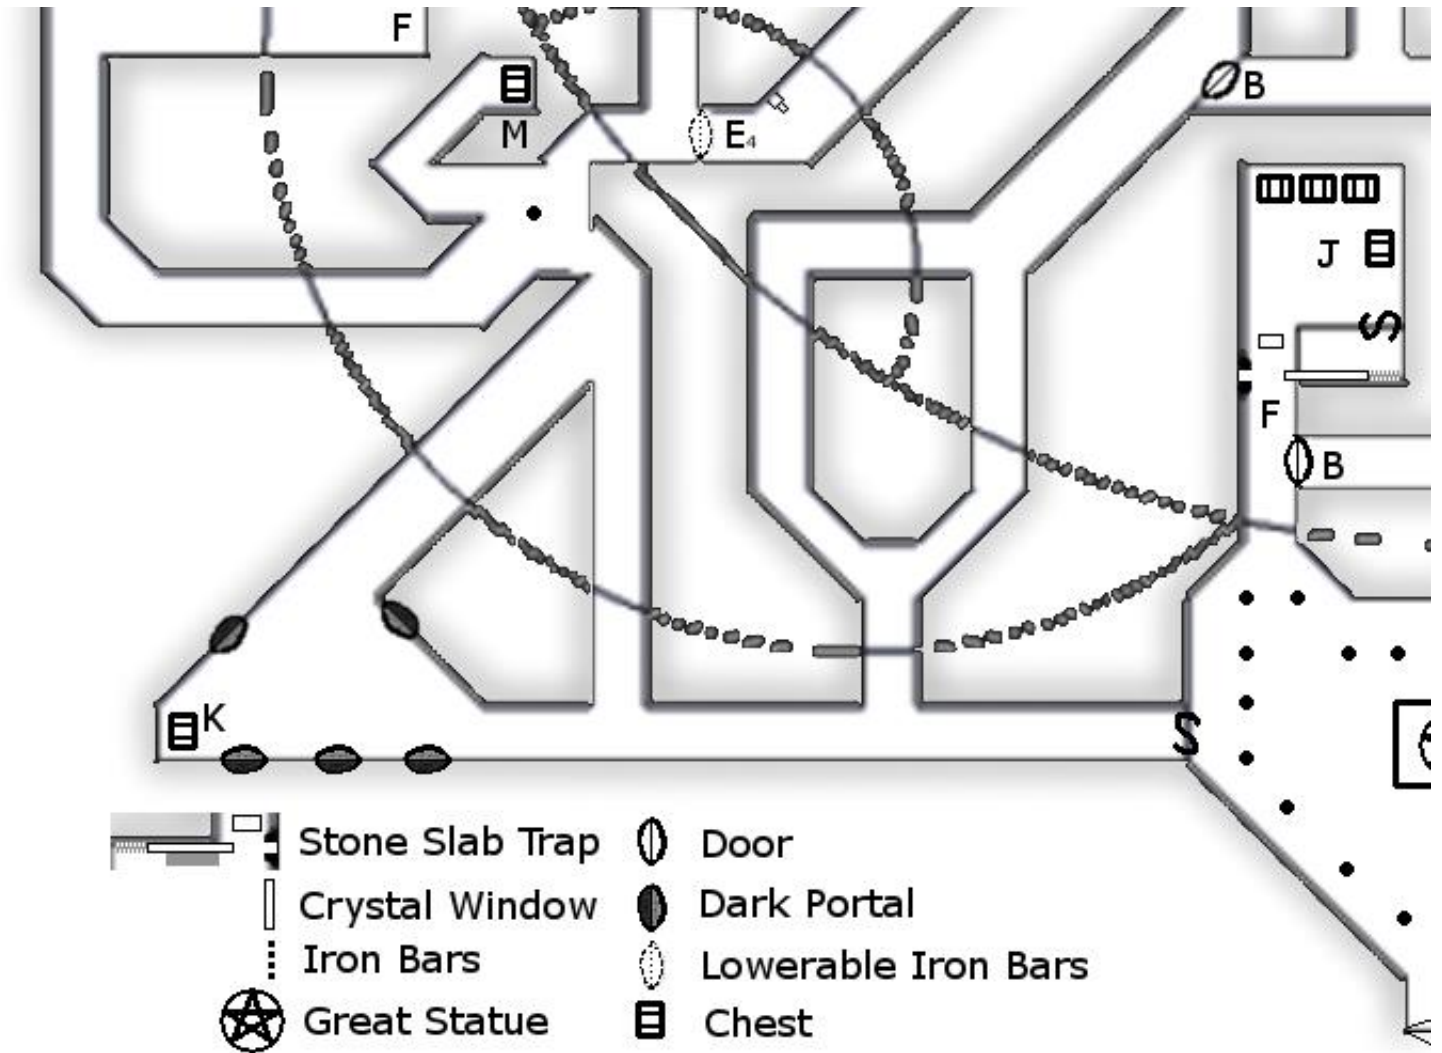 F
M
E4
B
J
S
F
B
K
S
Stone Slab Trap
Door
Crystal Window
Dark Portal
Iron Bars
Lowerable Iron Bars
Great Statue
Chest